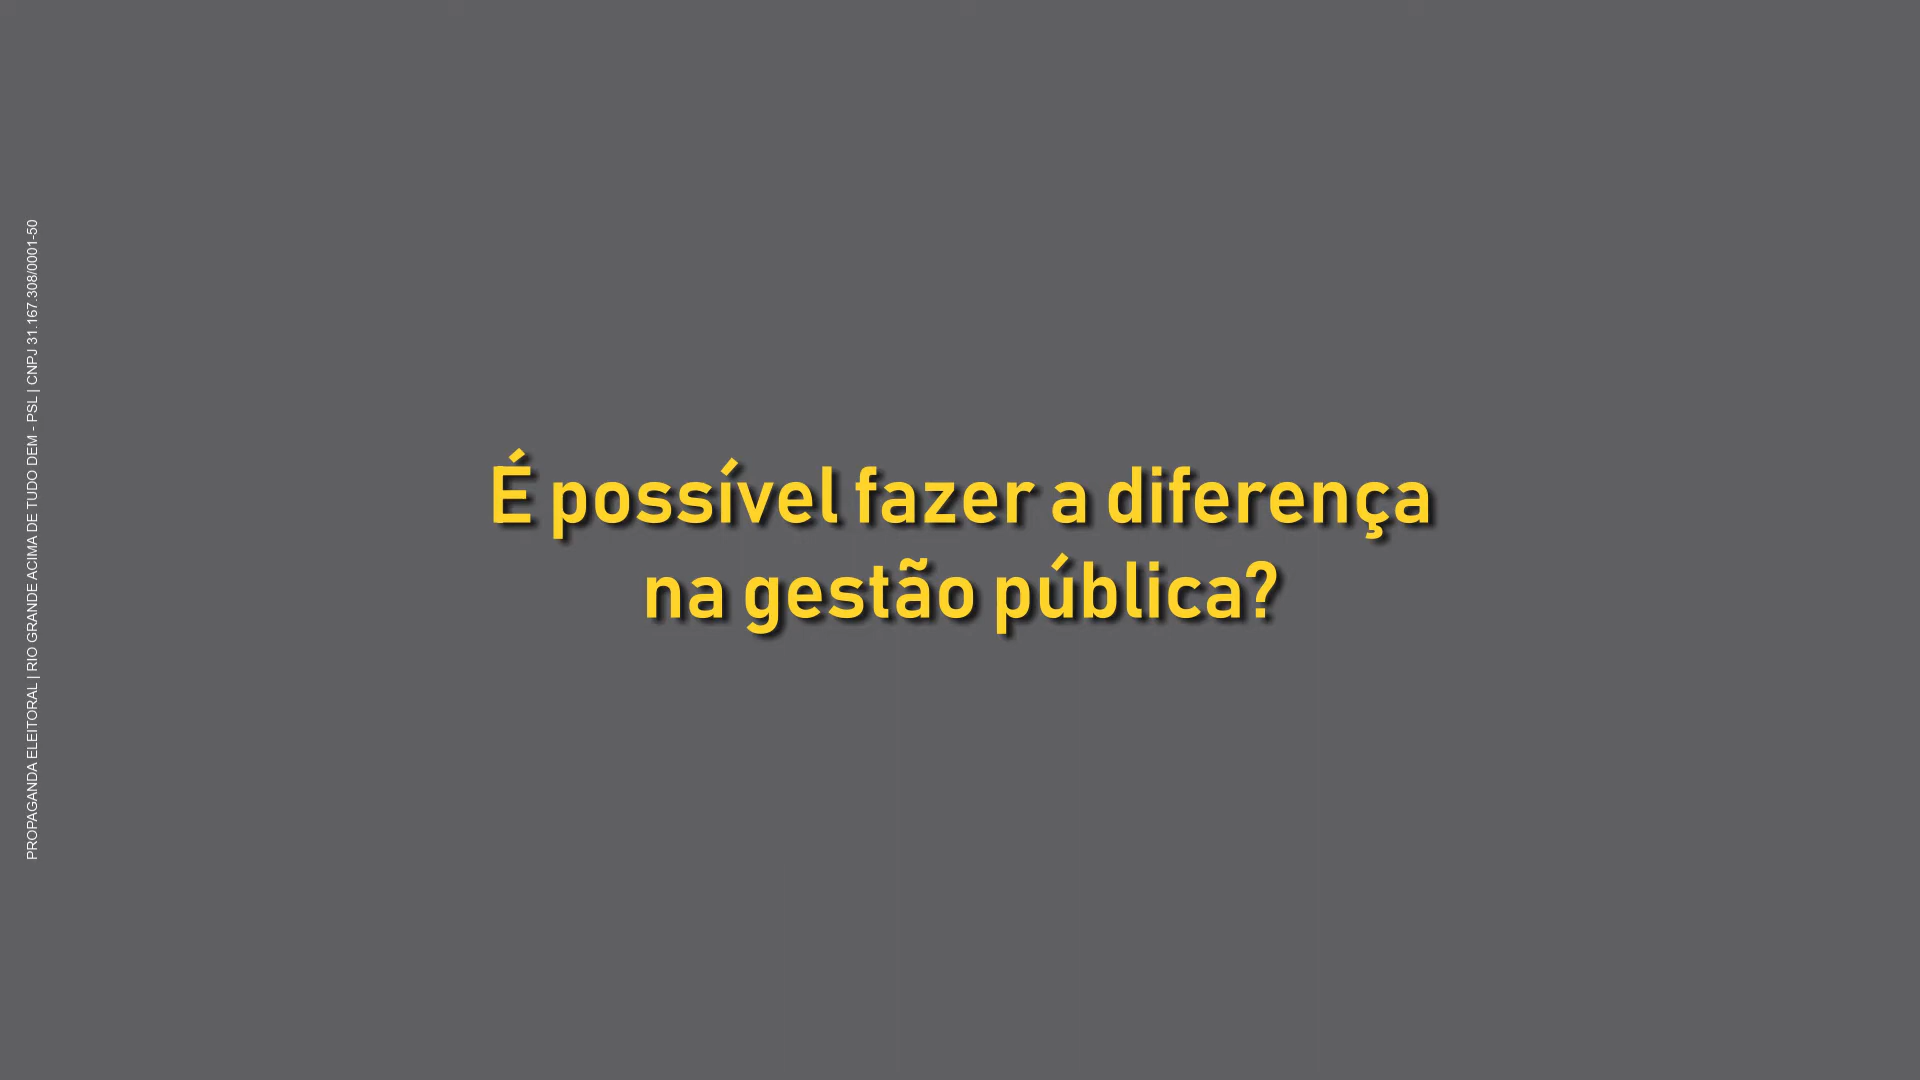 PROPAGANDA ELEITORAL | RIO GRANDE ACIMA DE TUDO DEM - PSL | CNPJ 31.167.308/0001-50
É possível fazer a diferença
na gestão pública?